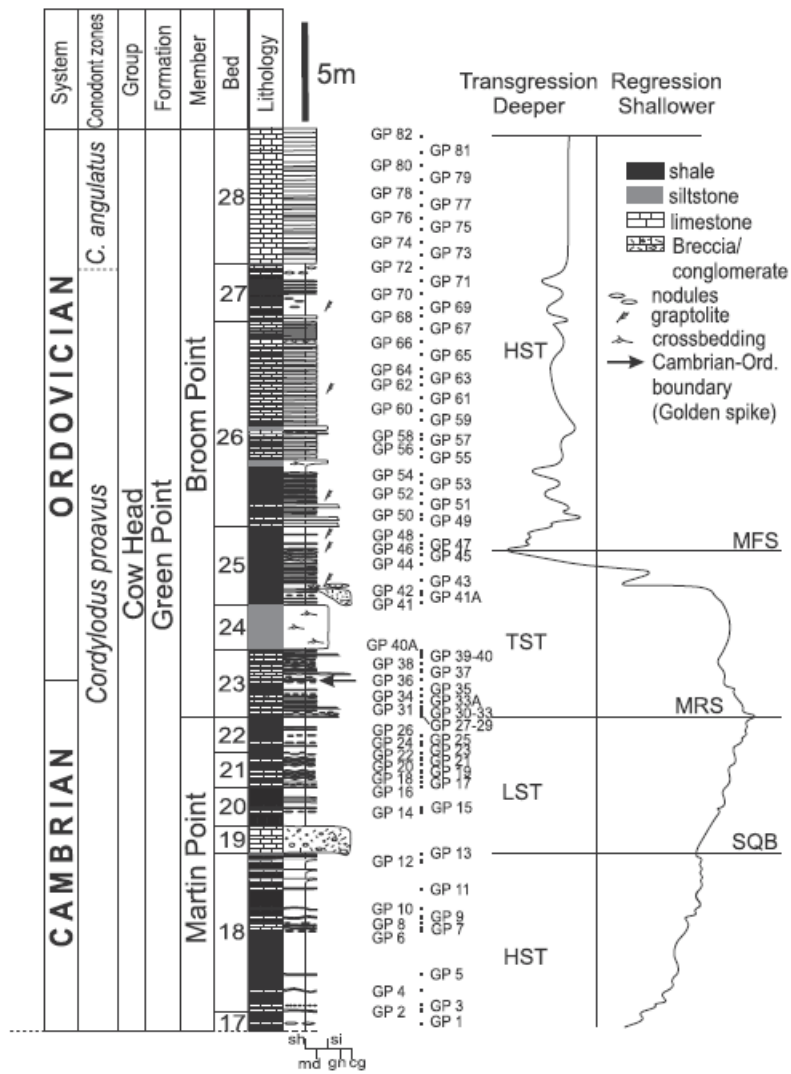 System
Conodont zones
Group
Formation
Member
Bed
Lithology
5m
Transgression Regression
Deeper Shallower
ORDOVICIAN
CAMBRIAN
C. angulatus
Cordylodus proavus
Cow Head
Green Point
Broom Point
Martin Point
28
27
26
25
24
23
22
21
20
19
18
17
GP 82
GP 81
GP 80
GP 79
GP 78
GP 77
GP 76
GP 75
GP 74
GP 73
GP 72
GP 71
GP 70
GP 69
GP 68
GP 67
GP 66
GP 65
GP 64
GP 63
GP 62
GP 61
GP 60
GP 59
GP 58
GP 57
GP 56
GP 55
GP 54
GP 53
GP 52
GP 51
GP 50
GP 49
GP 48
GP 47
GP 46
GP 45
GP 44
GP 43
GP 42
GP 41A
GP 41
GP 40A
GP 39-40
GP 38
GP 37
GP 36
GP 35
GP 34
GP 33A
GP 31
GP 30-33
GP 27-29
GP 26
GP 25
GP 24
GP 23
GP 22
GP 21
GP 20
GP 19
GP 18
GP 17
GP 16
GP 15
GP 14
GP 13
GP 12
GP 11
GP 10
GP 9
GP 8
GP 7
GP 6
GP 5
GP 4
GP 3
GP 2
GP 1
shale
siltstone
limestone
Breccia/
conglomerate
nodules
graptolite
crossbedding
Cambrian-Ord.
boundary
(Golden spike)
HST
MFS
TST
MRS
LST
SQB
HST
sh si
md gn cg